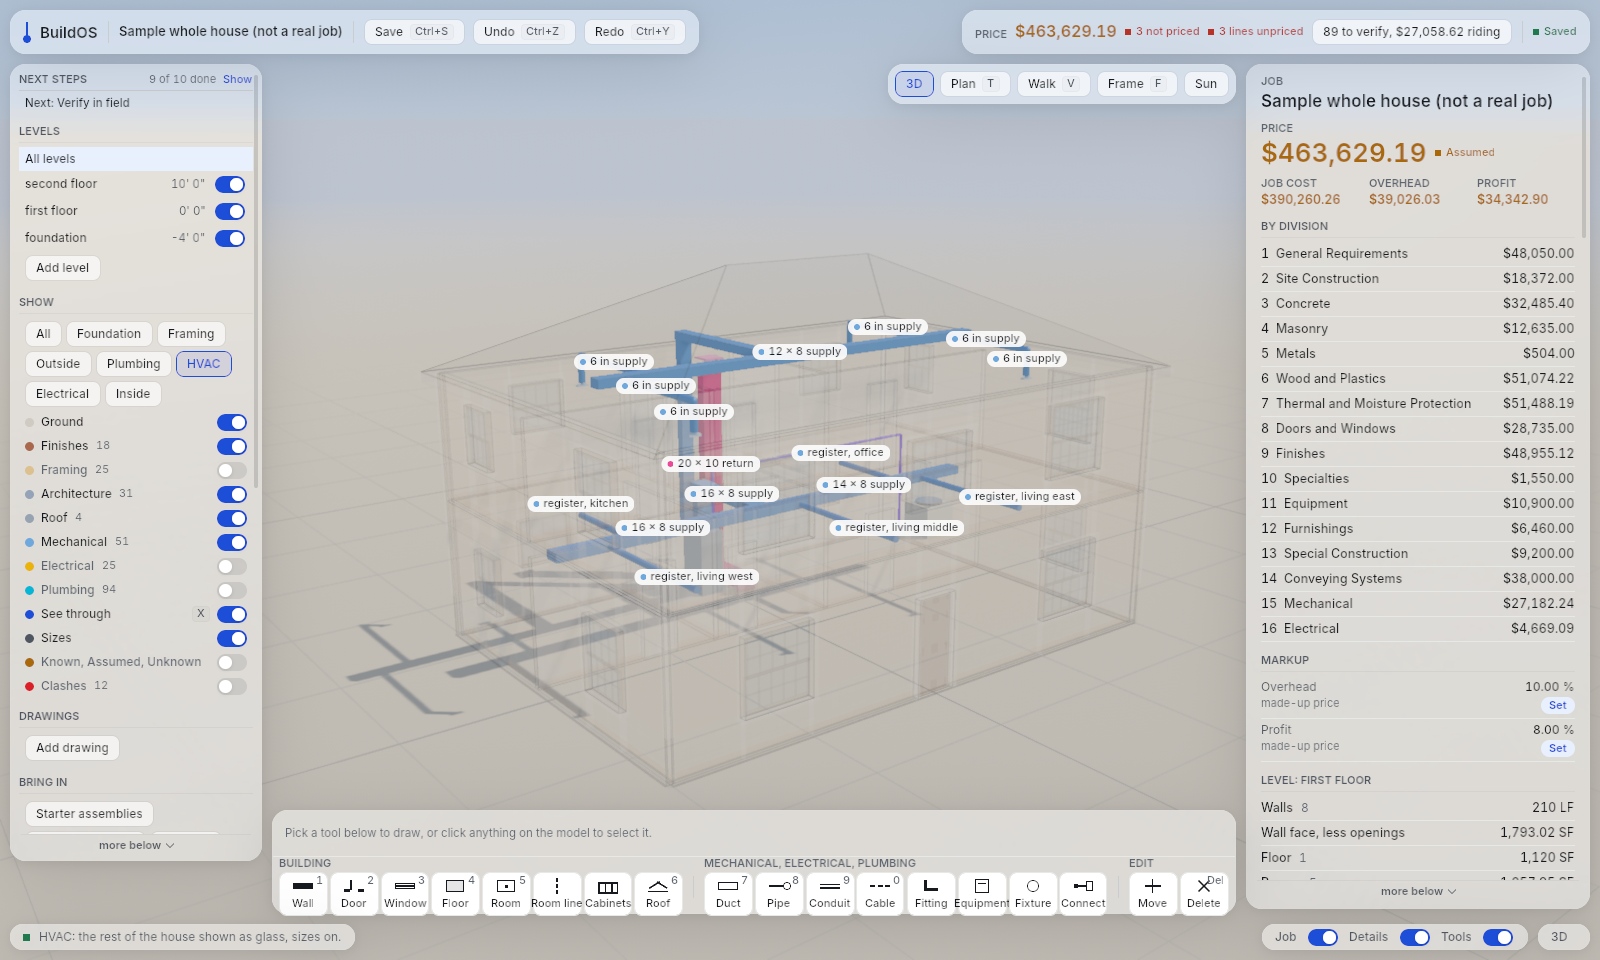 BuildOS
Sample whole house (not a real job)
Save Ctrl+S
Undo Ctrl+Z
Redo Ctrl+Y
PRICE $463,629.19
3 not priced
3 lines unpriced
89 to verify, $27,058.62 riding
Saved
NEXT STEPS 9 of 10 done Show
Next: Verify in field
LEVELS
All levels
second floor 10' 0"
first floor 0' 0"
foundation -4' 0"
Add level
SHOW
All Foundation Framing
Outside Plumbing HVAC
Electrical Inside
Ground
Finishes 18
Framing 25
Architecture 31
Roof 4
Mechanical 51
Electrical 25
Plumbing 94
See through X
Sizes
Known, Assumed, Unknown
Clashes 12
DRAWINGS
Add drawing
BRING IN
Starter assemblies
more below
3D
Plan T
Walk V
Frame F
Sun
6 in supply
6 in supply
12 × 8 supply
6 in supply
6 in supply
6 in supply
6 in supply
register, office
20 × 10 return
14 × 8 supply
16 × 8 supply
register, living east
register, kitchen
16 × 8 supply
register, living middle
register, living west
Pick a tool below to draw, or click anything on the model to select it.
BUILDING
1 Wall
2 Door
3 Window
4 Floor
5 Room
Room line
Cabinets
6 Roof
MECHANICAL, ELECTRICAL, PLUMBING
7 Duct
8 Pipe
9 Conduit
0 Cable
Fitting
Equipment
Fixture
Connect
EDIT
Move
Del Delete
JOB
Sample whole house (not a real job)
PRICE
$463,629.19 Assumed
JOB COST OVERHEAD PROFIT
$390,260.26 $39,026.03 $34,342.90
BY DIVISION
1 General Requirements $48,050.00
2 Site Construction $18,372.00
3 Concrete $32,485.40
4 Masonry $12,635.00
5 Metals $504.00
6 Wood and Plastics $51,074.22
7 Thermal and Moisture Protection $51,488.19
8 Doors and Windows $28,735.00
9 Finishes $48,955.12
10 Specialties $1,550.00
11 Equipment $10,900.00
12 Furnishings $6,460.00
13 Special Construction $9,200.00
14 Conveying Systems $38,000.00
15 Mechanical $27,182.24
16 Electrical $4,669.09
MARKUP
Overhead 10.00 %
made-up price Set
Profit 8.00 %
made-up price Set
LEVEL: FIRST FLOOR
Walls 8 210 LF
Wall face, less openings 1,793.02 SF
Floor 1 1,120 SF
more below
HVAC: the rest of the house shown as glass, sizes on.
Job Details Tools
3D